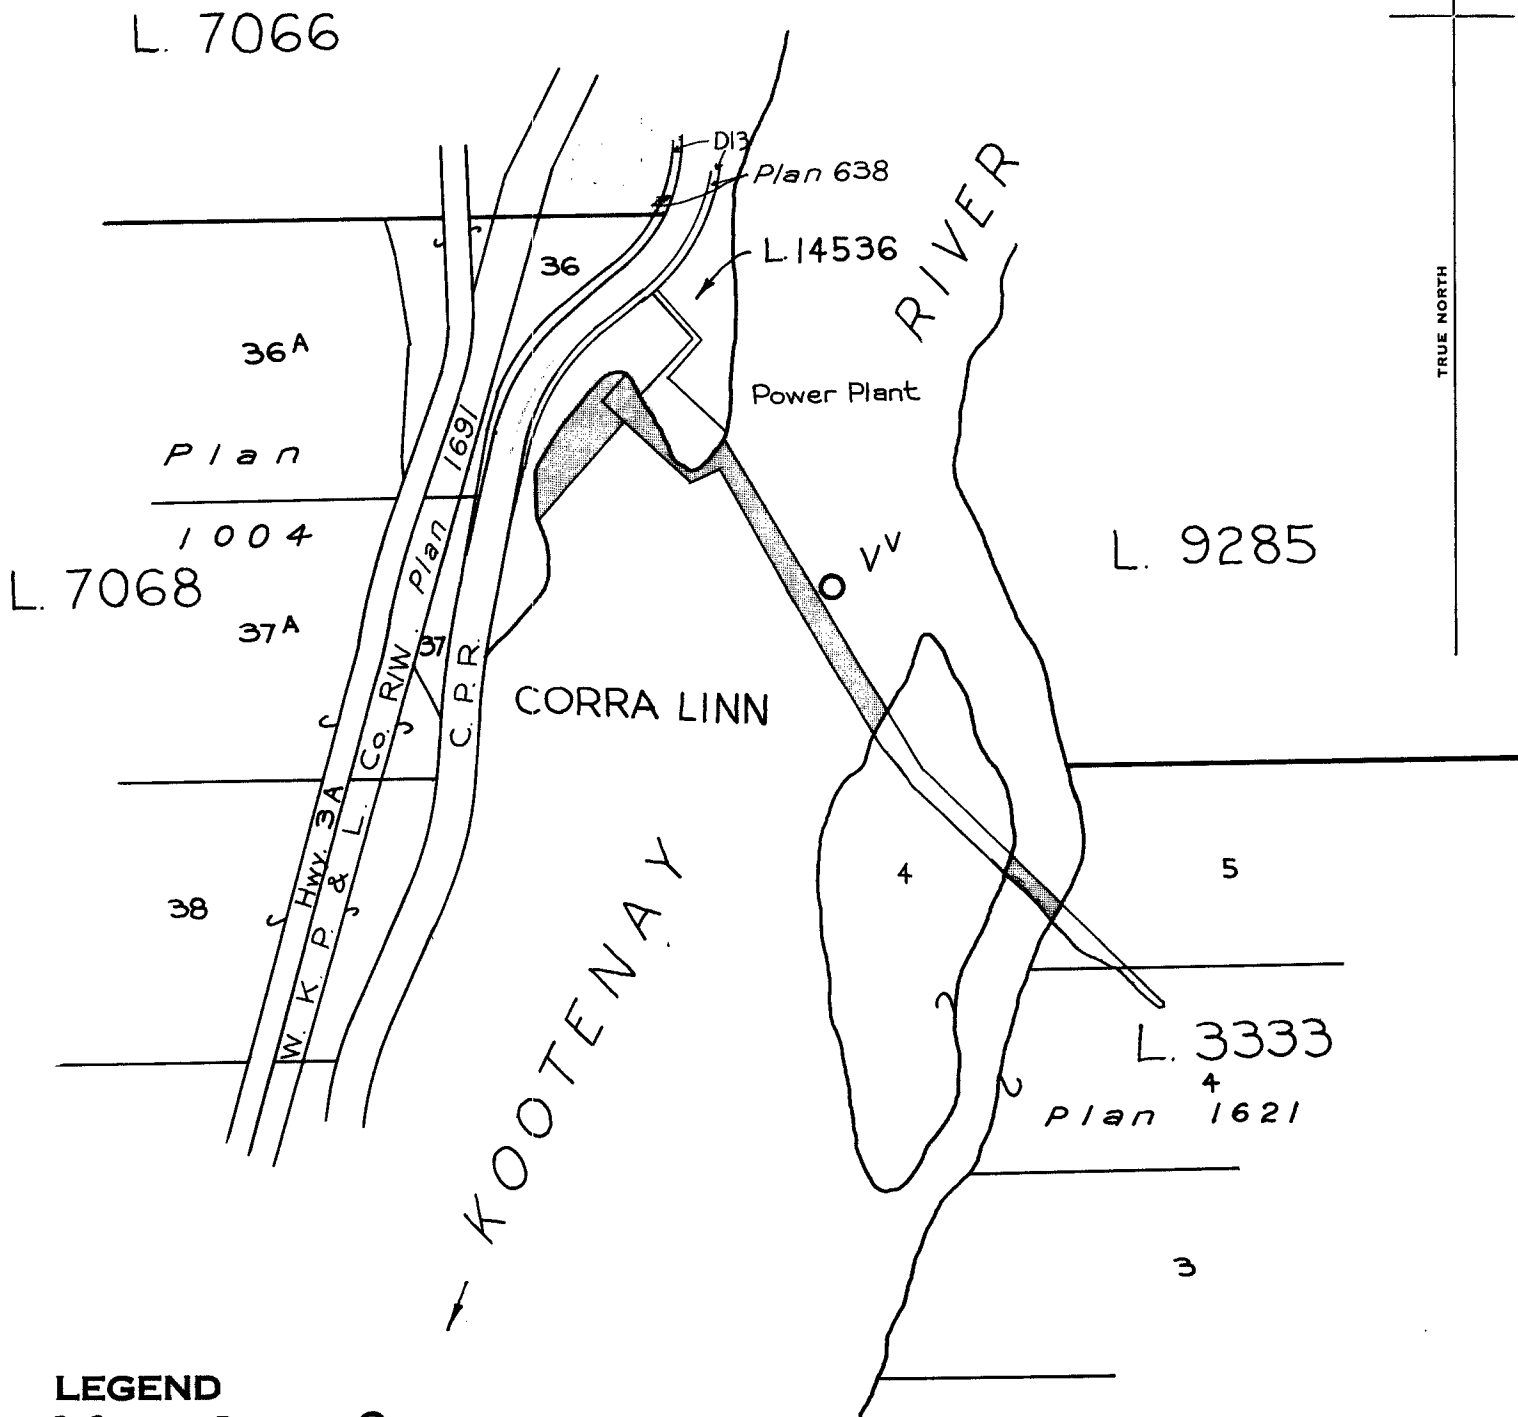 L. 7066
D13
Plan 638
L.14536
RIVER
TRUE NORTH
36
36A
Power Plant
Plan 1691
Plan
1004
VV
L. 9285
L. 7068
37A
37
C. P. R.
CORRA LINN
Hwy. 3A
W. K. P. & L. Co. R/W.
4
5
38
KOOTENAY
L. 3333
4
Plan 1621
3
LEGEND